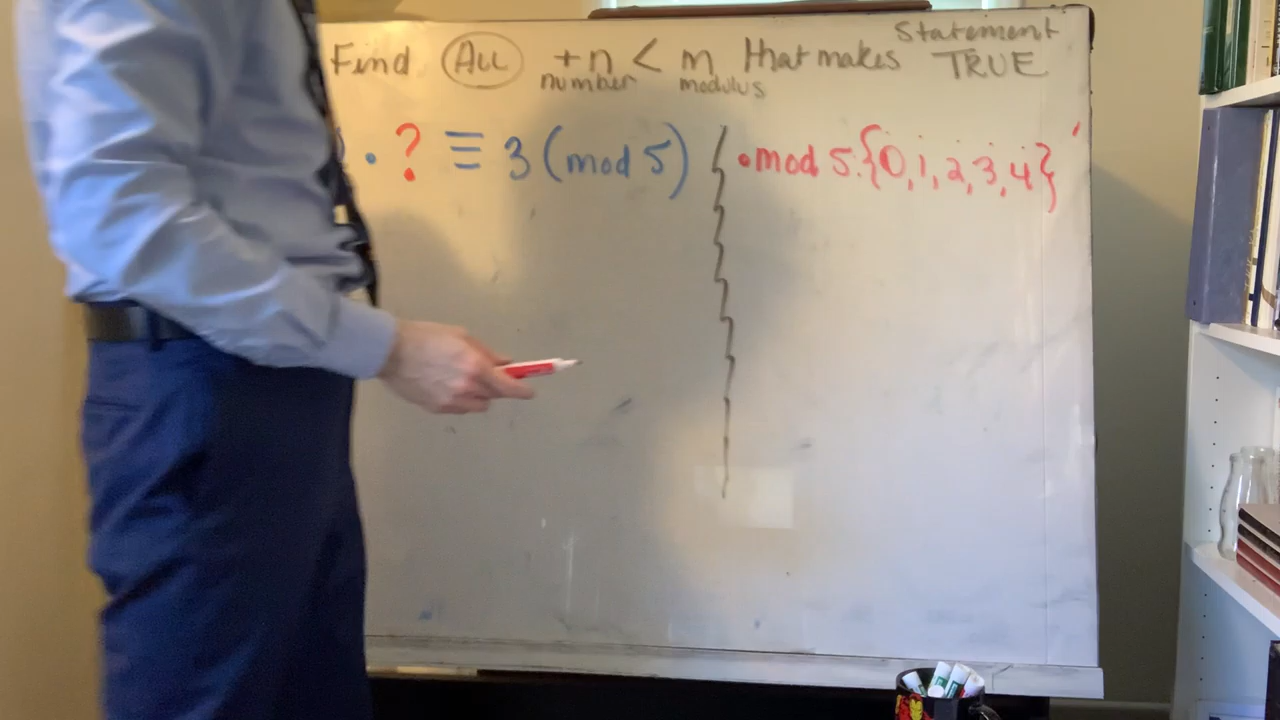 Find ALL +n < m that makes Statement TRUE
number modulus
· ? ≡ 3 (mod 5) • mod 5: {0, 1, 2, 3, 4}